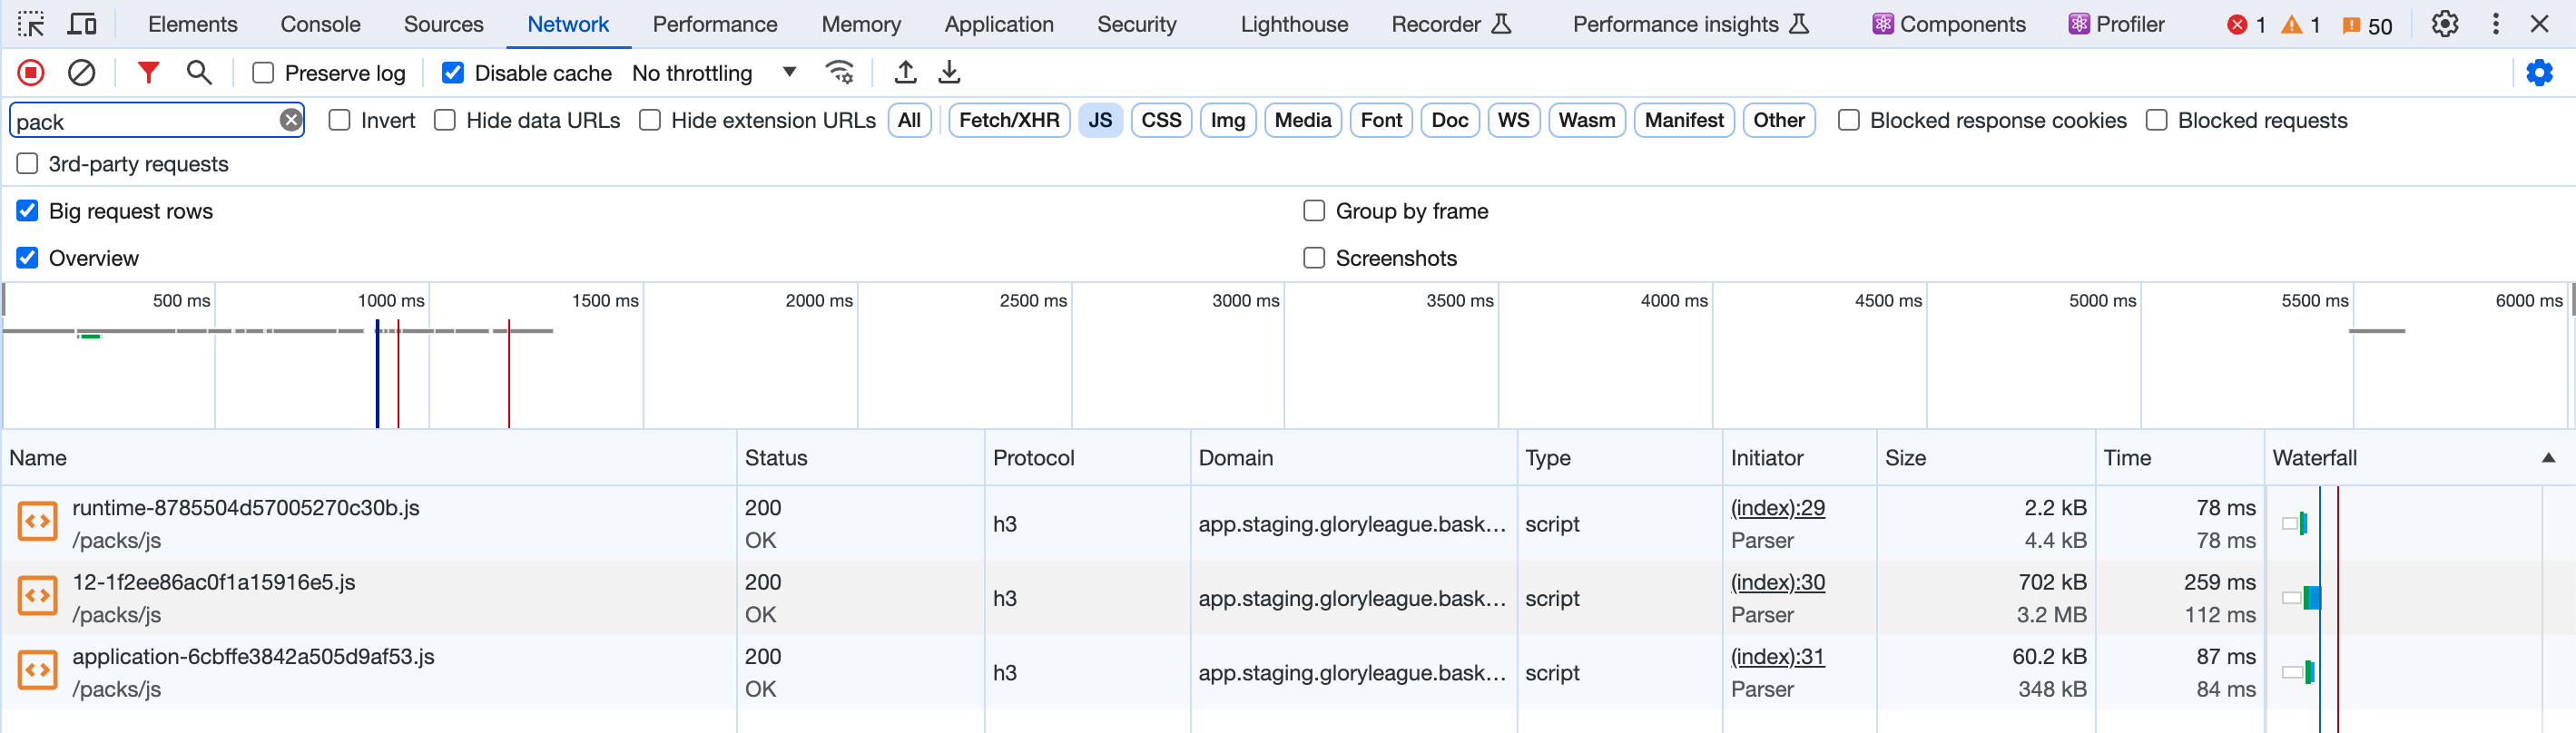 Elements Console Sources Network Performance Memory Application Security Lighthouse Recorder Performance insights Components Profiler 1 1 50
Preserve log Disable cache No throttling
pack Invert Hide data URLs Hide extension URLs All Fetch/XHR JS CSS Img Media Font Doc WS Wasm Manifest Other Blocked response cookies Blocked requests
3rd-party requests
Big request rows Group by frame
Overview Screenshots
500 ms 1000 ms 1500 ms 2000 ms 2500 ms 3000 ms 3500 ms 4000 ms 4500 ms 5000 ms 5500 ms 6000 ms
Name Status Protocol Domain Type Initiator Size Time Waterfall
runtime-8785504d57005270c30b.js 200 h3 app.staging.gloryleague.bask… script (index):29 2.2 kB 78 ms
/packs/js OK Parser 4.4 kB 78 ms
12-1f2ee86ac0f1a15916e5.js 200 h3 app.staging.gloryleague.bask… script (index):30 702 kB 259 ms
/packs/js OK Parser 3.2 MB 112 ms
application-6cbffe3842a505d9af53.js 200 h3 app.staging.gloryleague.bask… script (index):31 60.2 kB 87 ms
/packs/js OK Parser 348 kB 84 ms